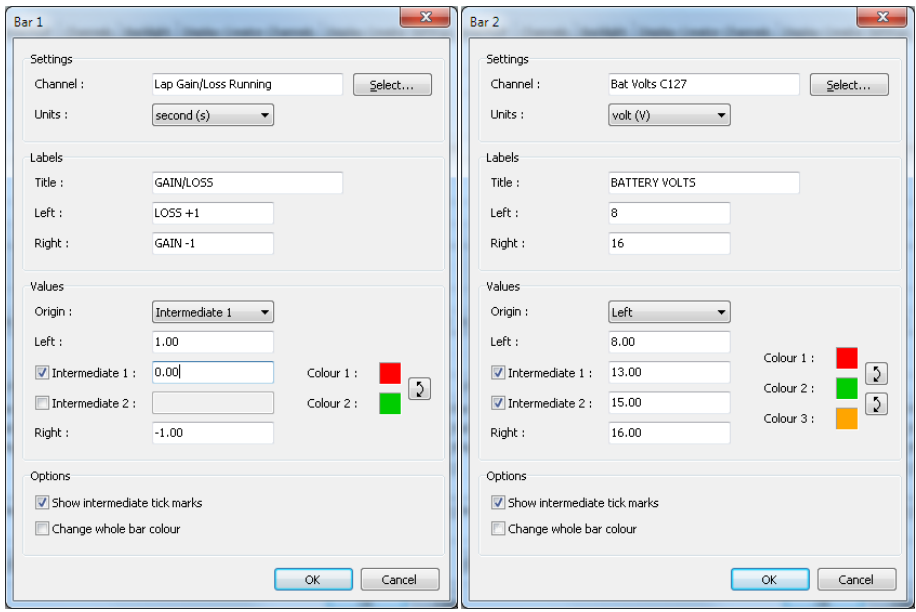 Bar 1
Settings
Channel : Lap Gain/Loss Running Select...
Units : second (s)
Labels
Title : GAIN/LOSS
Left : LOSS +1
Right : GAIN -1
Values
Origin : Intermediate 1
Left : 1.00
Intermediate 1 : 0.00 Colour 1 :
Intermediate 2 : Colour 2 :
Right : -1.00
Options
Show intermediate tick marks
Change whole bar colour
OK Cancel
Bar 2
Settings
Channel : Bat Volts C127 Select...
Units : volt (V)
Labels
Title : BATTERY VOLTS
Left : 8
Right : 16
Values
Origin : Left
Left : 8.00
Colour 1 :
Intermediate 1 : 13.00
Colour 2 :
Intermediate 2 : 15.00
Colour 3 :
Right : 16.00
Options
Show intermediate tick marks
Change whole bar colour
OK Cancel